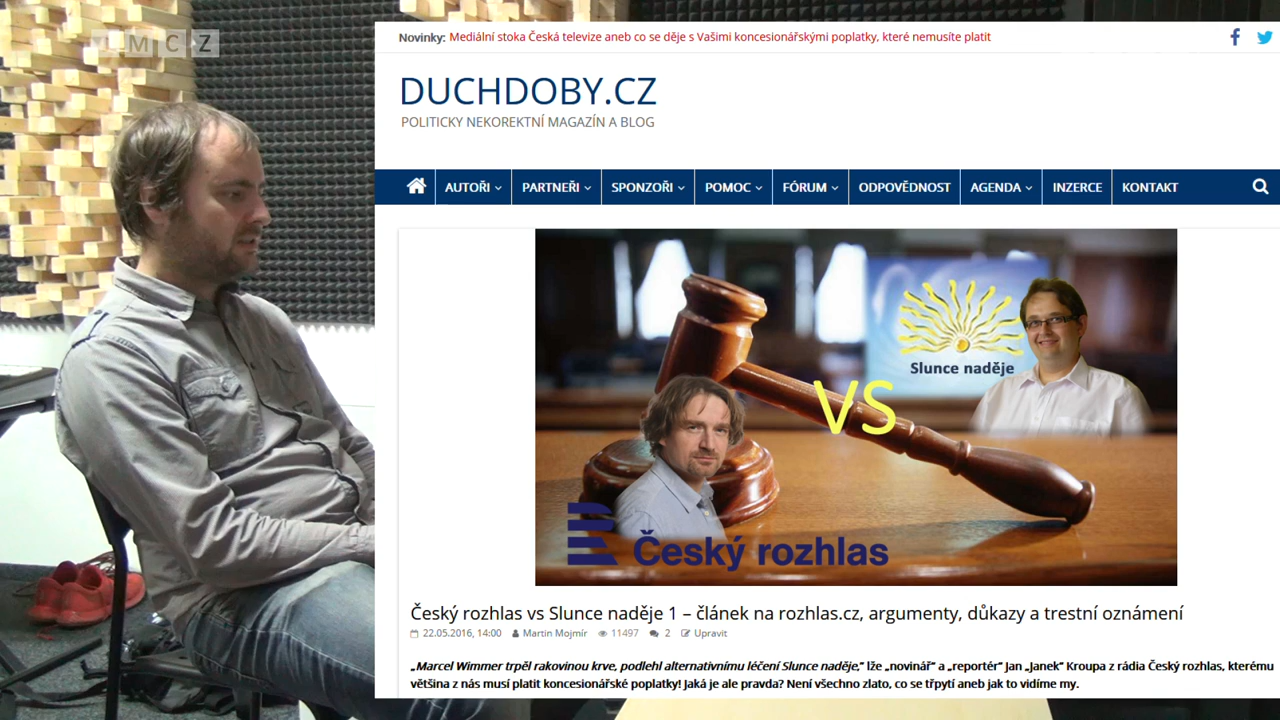 MCZ
Novinky: Mediální stoka Česká televize aneb co se děje s Vašimi koncesionářskými poplatky, které nemusíte platit
DUCHDOBY.CZ
POLITICKY NEKOREKTNÍ MAGAZÍN A BLOG
AUTOŘI PARTNEŘI SPONZOŘI POMOC FÓRUM ODPOVĚDNOST AGENDA INZERCE KONTAKT
Slunce naděje
VS
Český rozhlas
Český rozhlas vs Slunce naděje 1 – článek na rozhlas.cz, argumenty, důkazy a trestní oznámení
22.05.2016, 14:00 Martin Mojmír 11497 2 Upravit
„Marcel Wimmer trpěl rakovinou krve, podlehl alternativnímu léčení Slunce naděje,” lže „novinář” a „reportér” Jan „Janek” Kroupa z rádia Český rozhlas, kterému
většina z nás musí platit koncesionářské poplatky! Jaká je ale pravda? Není všechno zlato, co se třpytí aneb jak to vidíme my.